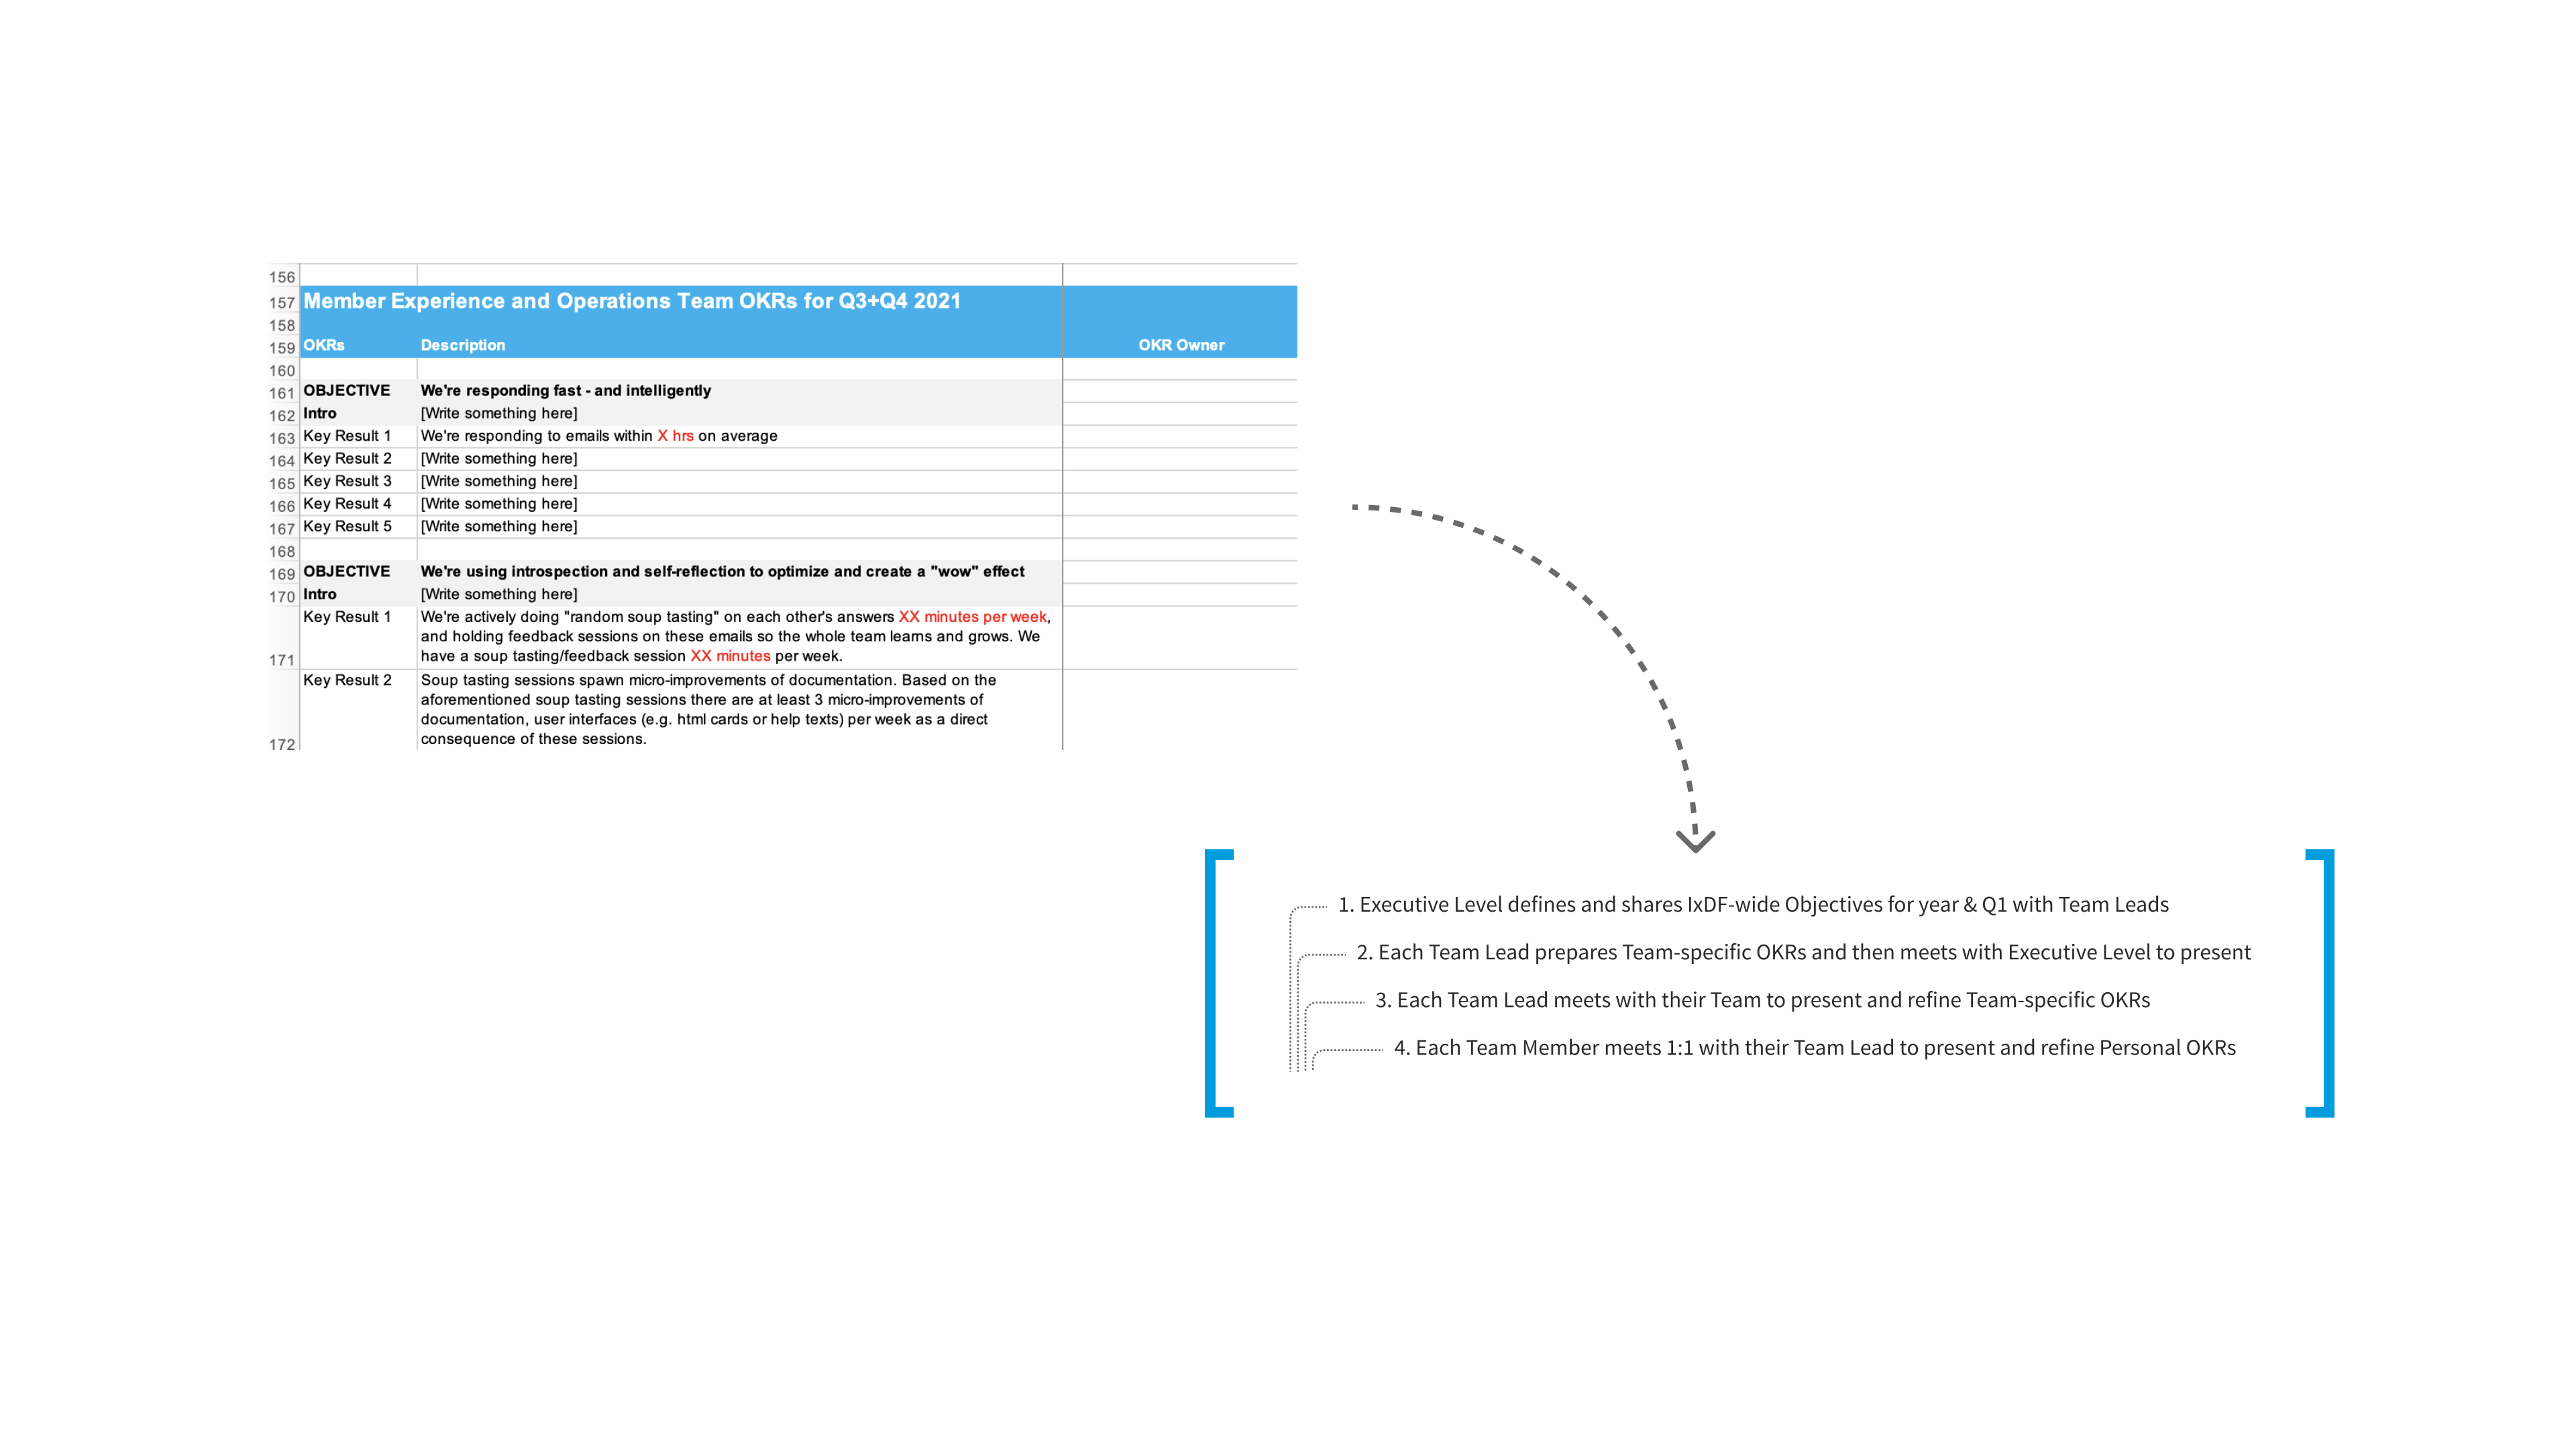 156
157 Member Experience and Operations Team OKRs for Q3+Q4 2021
158
159 OKRs Description OKR Owner
160
161 OBJECTIVE We're responding fast - and intelligently
162 Intro [Write something here]
163 Key Result 1 We're responding to emails within X hrs on average
164 Key Result 2 [Write something here]
165 Key Result 3 [Write something here]
166 Key Result 4 [Write something here]
167 Key Result 5 [Write something here]
168
169 OBJECTIVE We're using introspection and self-reflection to optimize and create a "wow" effect
170 Intro [Write something here]
Key Result 1 We're actively doing "random soup tasting" on each other's answers XX minutes per week,
and holding feedback sessions on these emails so the whole team learns and grows. We
171 have a soup tasting/feedback session XX minutes per week.
Key Result 2 Soup tasting sessions spawn micro-improvements of documentation. Based on the
aforementioned soup tasting sessions there are at least 3 micro-improvements of
documentation, user interfaces (e.g. html cards or help texts) per week as a direct
172 consequence of these sessions.
1. Executive Level defines and shares IxDF-wide Objectives for year & Q1 with Team Leads
2. Each Team Lead prepares Team-specific OKRs and then meets with Executive Level to present
3. Each Team Lead meets with their Team to present and refine Team-specific OKRs
4. Each Team Member meets 1:1 with their Team Lead to present and refine Personal OKRs